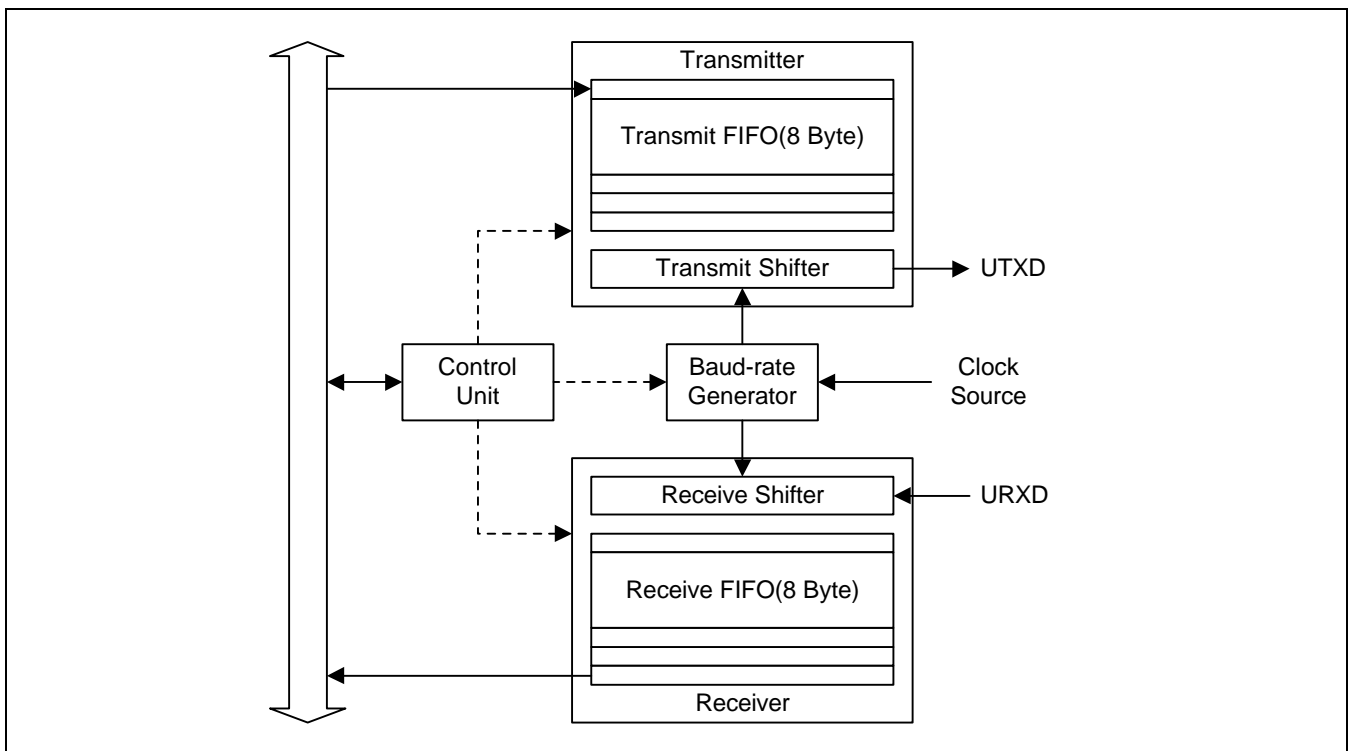 Transmitter
Transmit FIFO(8 Byte)
Transmit Shifter
UTXD
Control
Unit
Baud-rate
Generator
Clock
Source
Receive Shifter
URXD
Receive FIFO(8 Byte)
Receiver